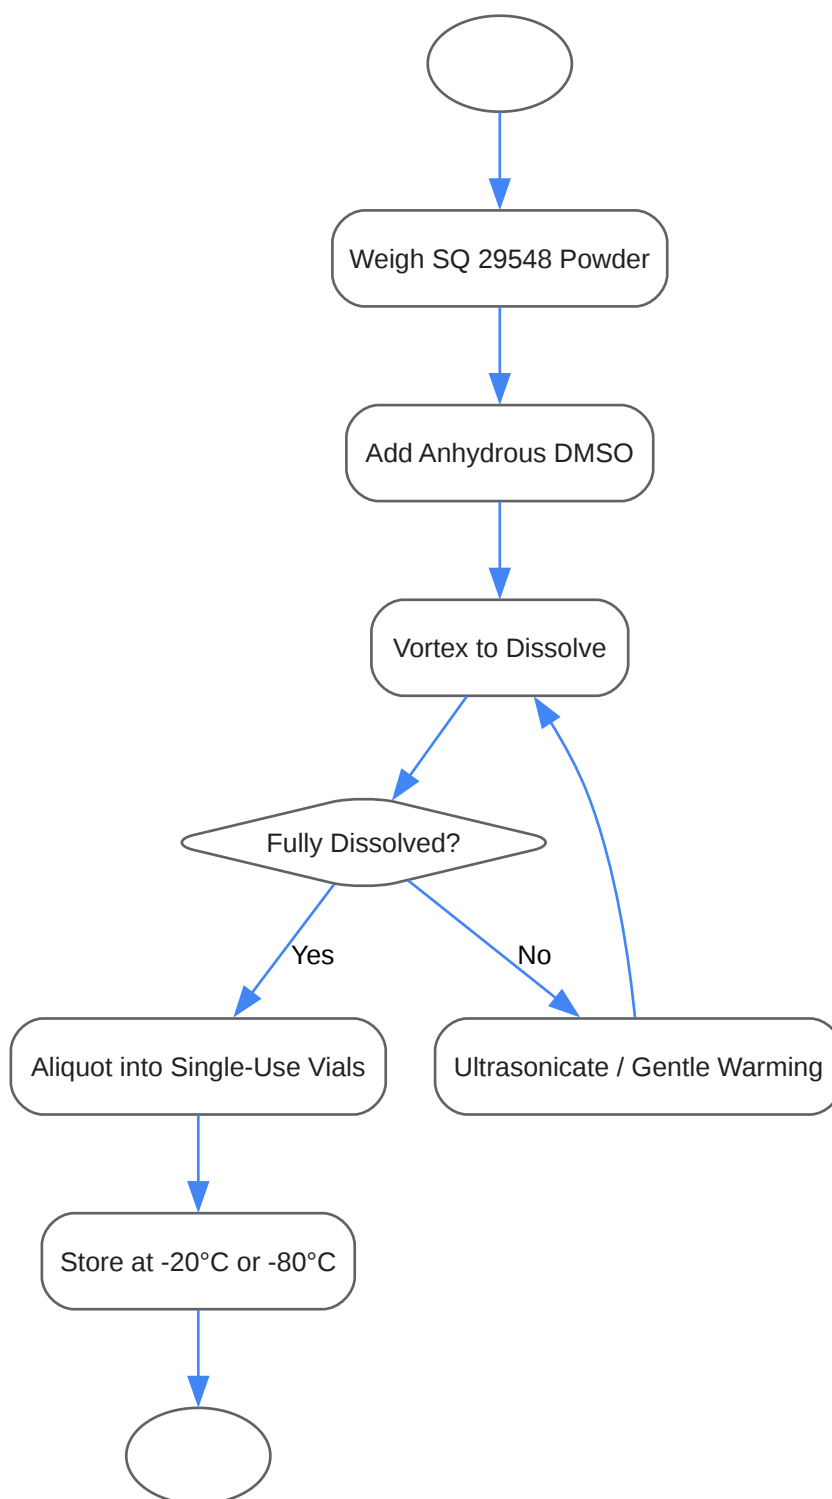 Weigh SQ 29548 Powder
Add Anhydrous DMSO
Vortex to Dissolve
Fully Dissolved?
Yes
No
Aliquot into Single-Use Vials
Ultrasonicate / Gentle Warming
Store at -20°C or -80°C